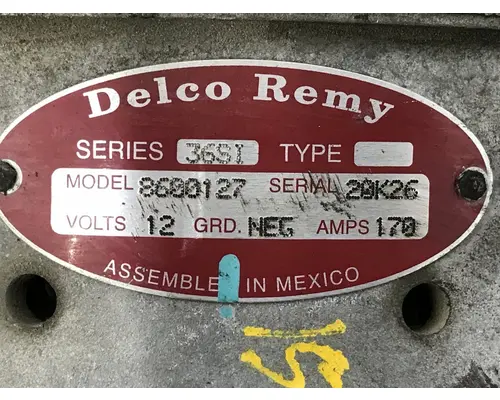 Delco Remy
SERIES 36SI TYPE
MODEL 8600127 SERIAL 20K26
VOLTS 12 GRD. NEG AMPS 170
ASSEMBLE IN MEXICO